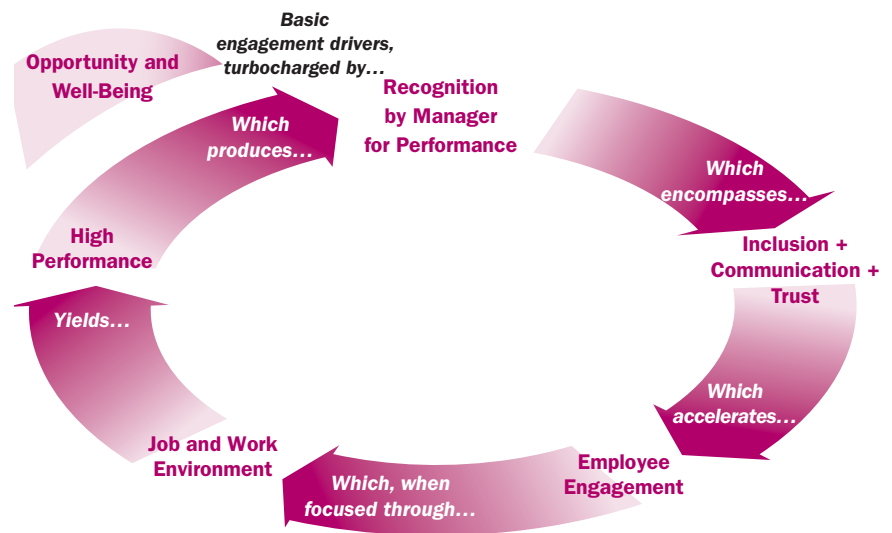 Basic
engagement drivers,
turbocharged by…
Opportunity and
Well-Being
Recognition
by Manager
for Performance
Which
encompasses…
Inclusion +
Communication +
Trust
Which
accelerates…
Employee
Engagement
Which, when
focused through…
Job and Work
Environment
Yields…
High
Performance
Which
produces…